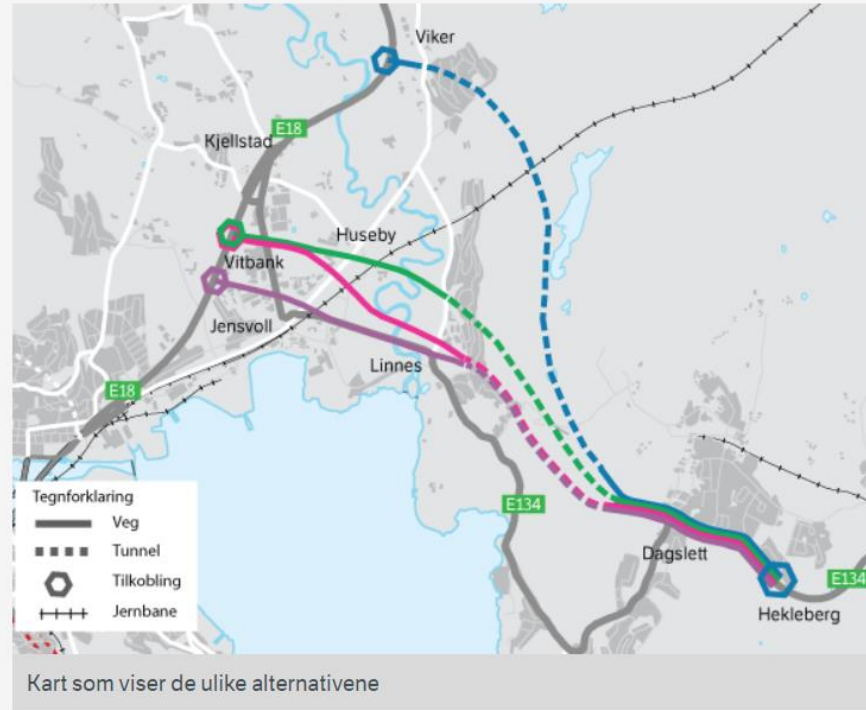 Viker
E18
Kjellstad
Huseby
Vitbank
Jensvoll
Linnes
E18
Tegnforklaring
Veg
Tunnel
Tilkobling
Jernbane
E134
Dagslett
E134
Hekleberg
Kart som viser de ulike alternativene